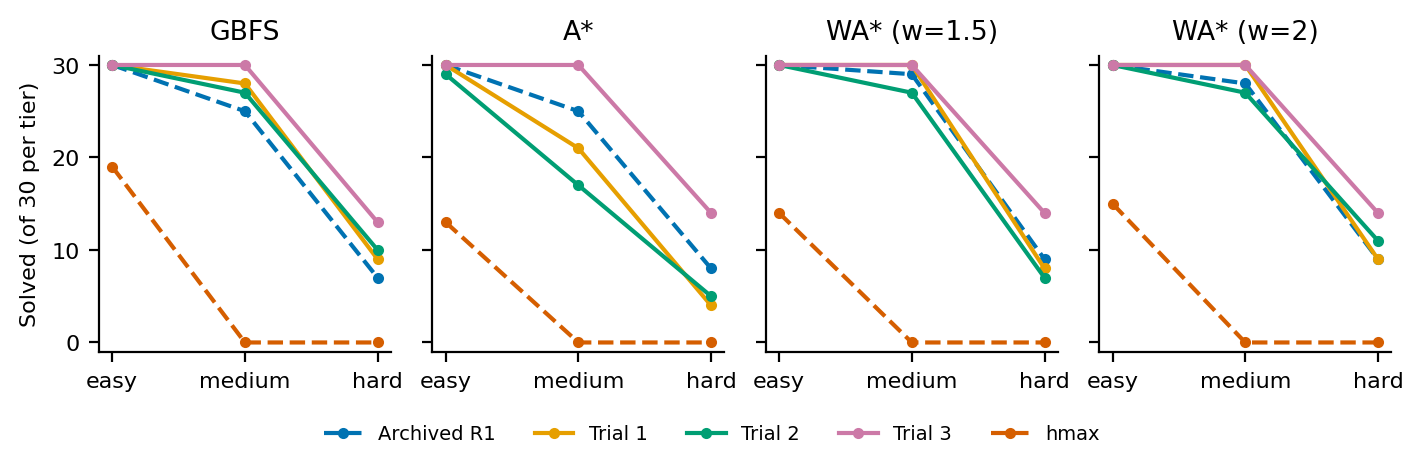 GBFS
A*
WA* (w=1.5)
WA* (w=2)
Solved (of 30 per tier)
30
20
10
0
easy medium hard
easy medium hard
easy medium hard
easy medium hard
Archived R1 Trial 1 Trial 2 Trial 3 hmax